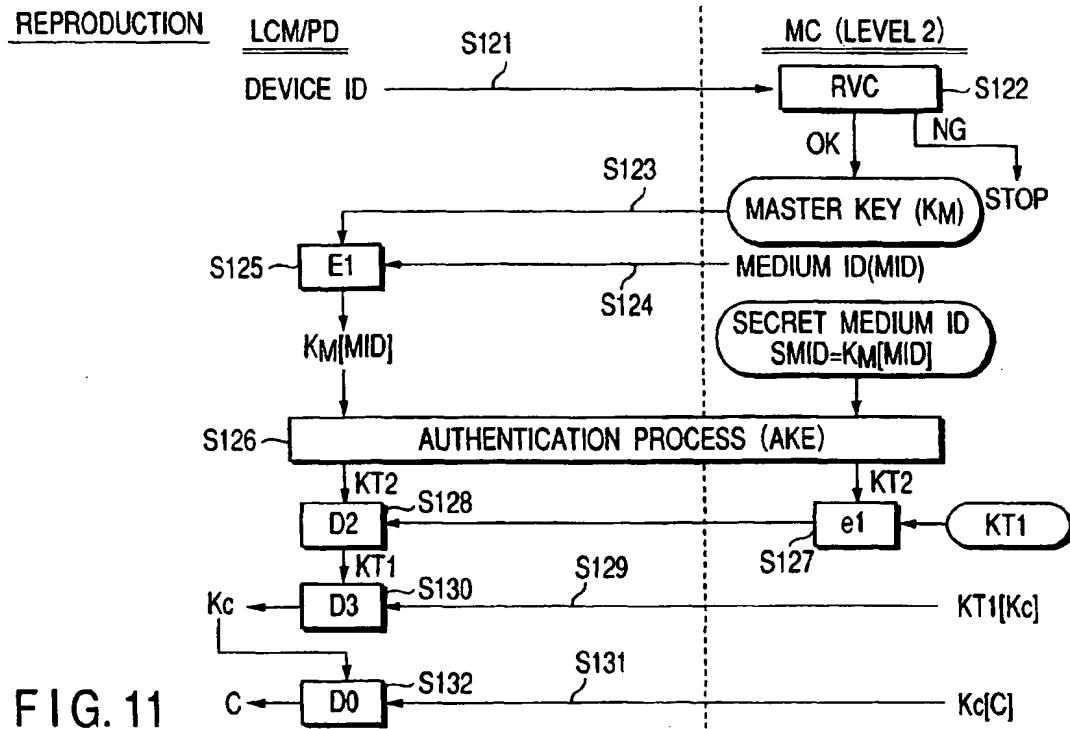 REPRODUCTION
LCM/PD
MC (LEVEL 2)
S121
DEVICE ID
RVC
S122
OK
NG
STOP
S123
MASTER KEY (KM)
S125
E1
S124
MEDIUM ID(MID)
KM[MID]
SECRET MEDIUM ID
SMID=KM[MID]
S126
AUTHENTICATION PROCESS (AKE)
KT2
KT2
S128
D2
e1
KT1
S127
KT1
S129
S130
Kc
D3
KT1[Kc]
S131
S132
C
D0
Kc[C]
FIG. 11